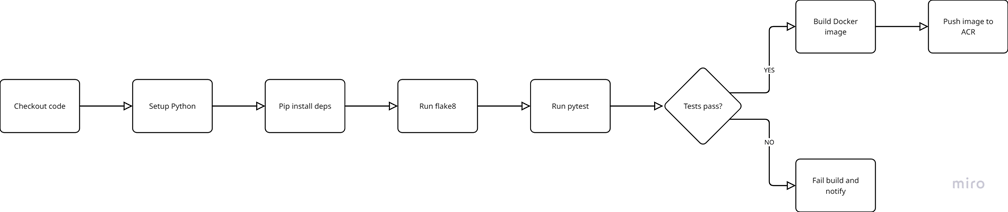 Checkout code
Setup Python
Pip install deps
Run flake8
Run pytest
Tests pass?
YES
Build Docker
image
Push image to
ACR
NO
Fail build and
notify
miro